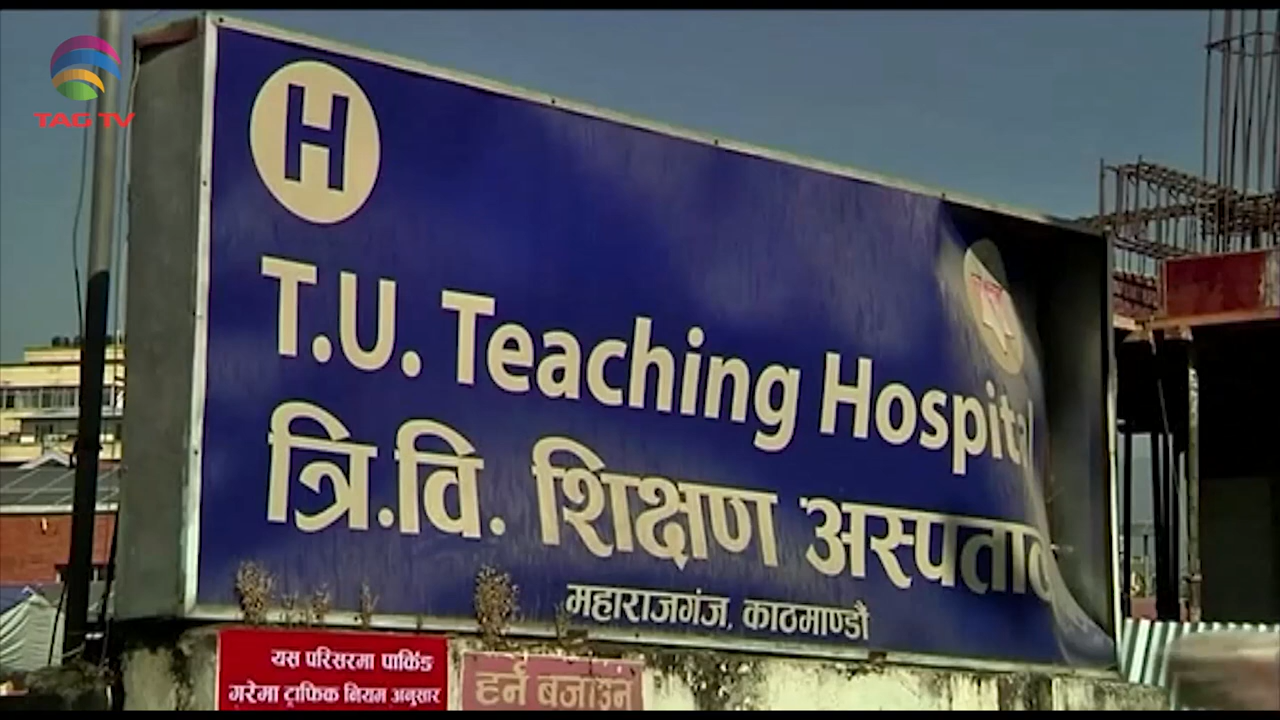 TAG TV
H
T.U. Teaching Hospital
त्रि.वि. शिक्षण अस्पताल
महाराजगंज, काठमाण्डौ
यस परिसरमा पार्किङ
गरेमा ट्राफिक नियम अनुसार
हर्न बजाउन